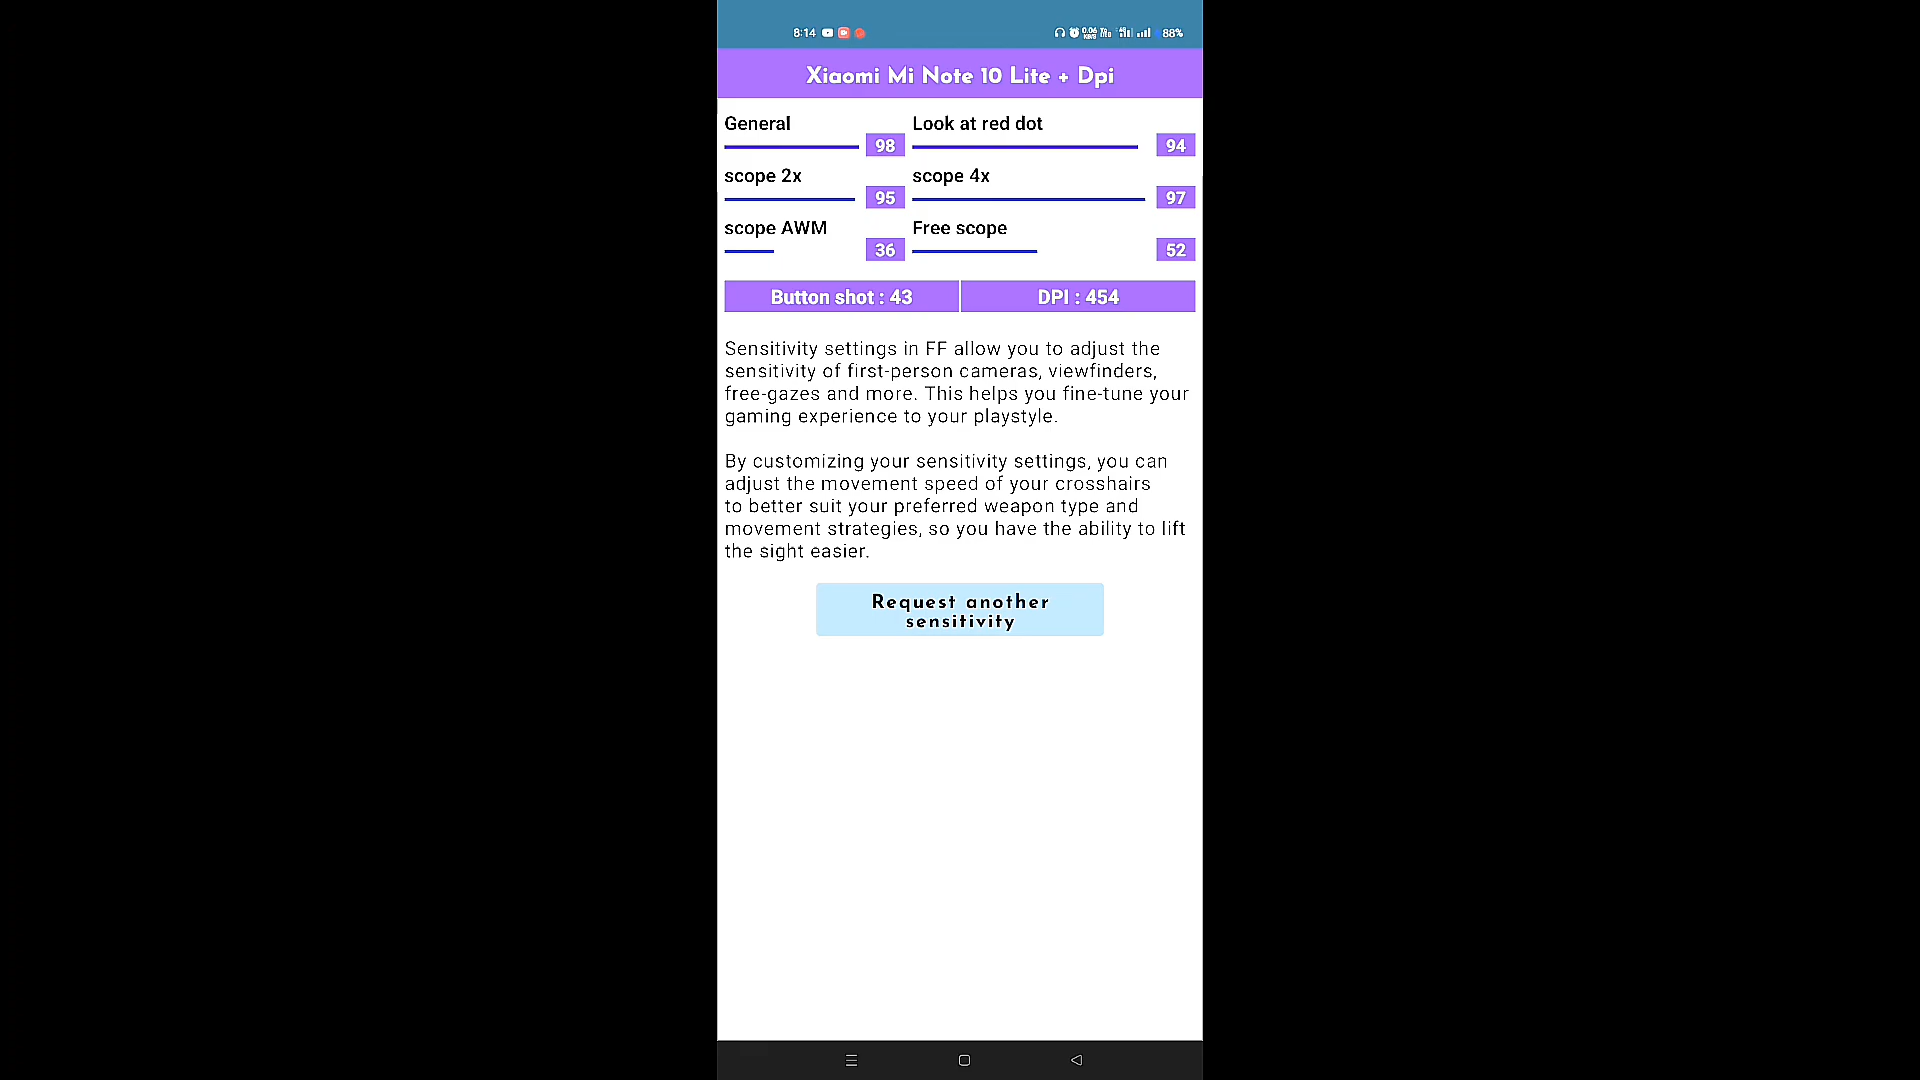 8:14 88%
Xiaomi Mi Note 10 Lite + Dpi
General Look at red dot
98 94
scope 2x scope 4x
95 97
scope AWM Free scope
36 52
Button shot : 43 DPI : 454
Sensitivity settings in FF allow you to adjust the
sensitivity of first-person cameras, viewfinders,
free-gazes and more. This helps you fine-tune your
gaming experience to your playstyle.
By customizing your sensitivity settings, you can
adjust the movement speed of your crosshairs
to better suit your preferred weapon type and
movement strategies, so you have the ability to lift
the sight easier.
Request another
sensitivity